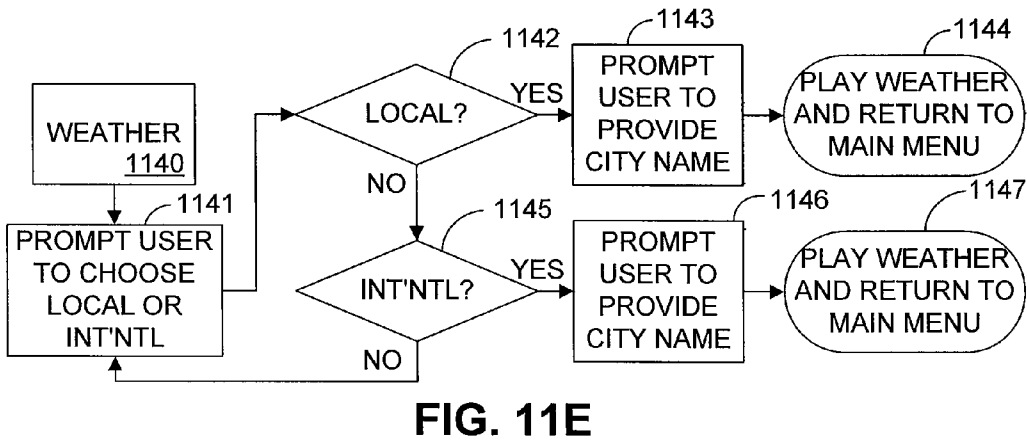 WEATHER
1140
1141
PROMPT USER
TO CHOOSE
LOCAL OR
INT'NTL
1142
LOCAL?
YES
NO
1143
PROMPT
USER TO
PROVIDE
CITY NAME
1144
PLAY WEATHER
AND RETURN TO
MAIN MENU
1145
INT'NTL?
YES
NO
1146
PROMPT
USER TO
PROVIDE
CITY NAME
1147
PLAY WEATHER
AND RETURN TO
MAIN MENU
FIG. 11E